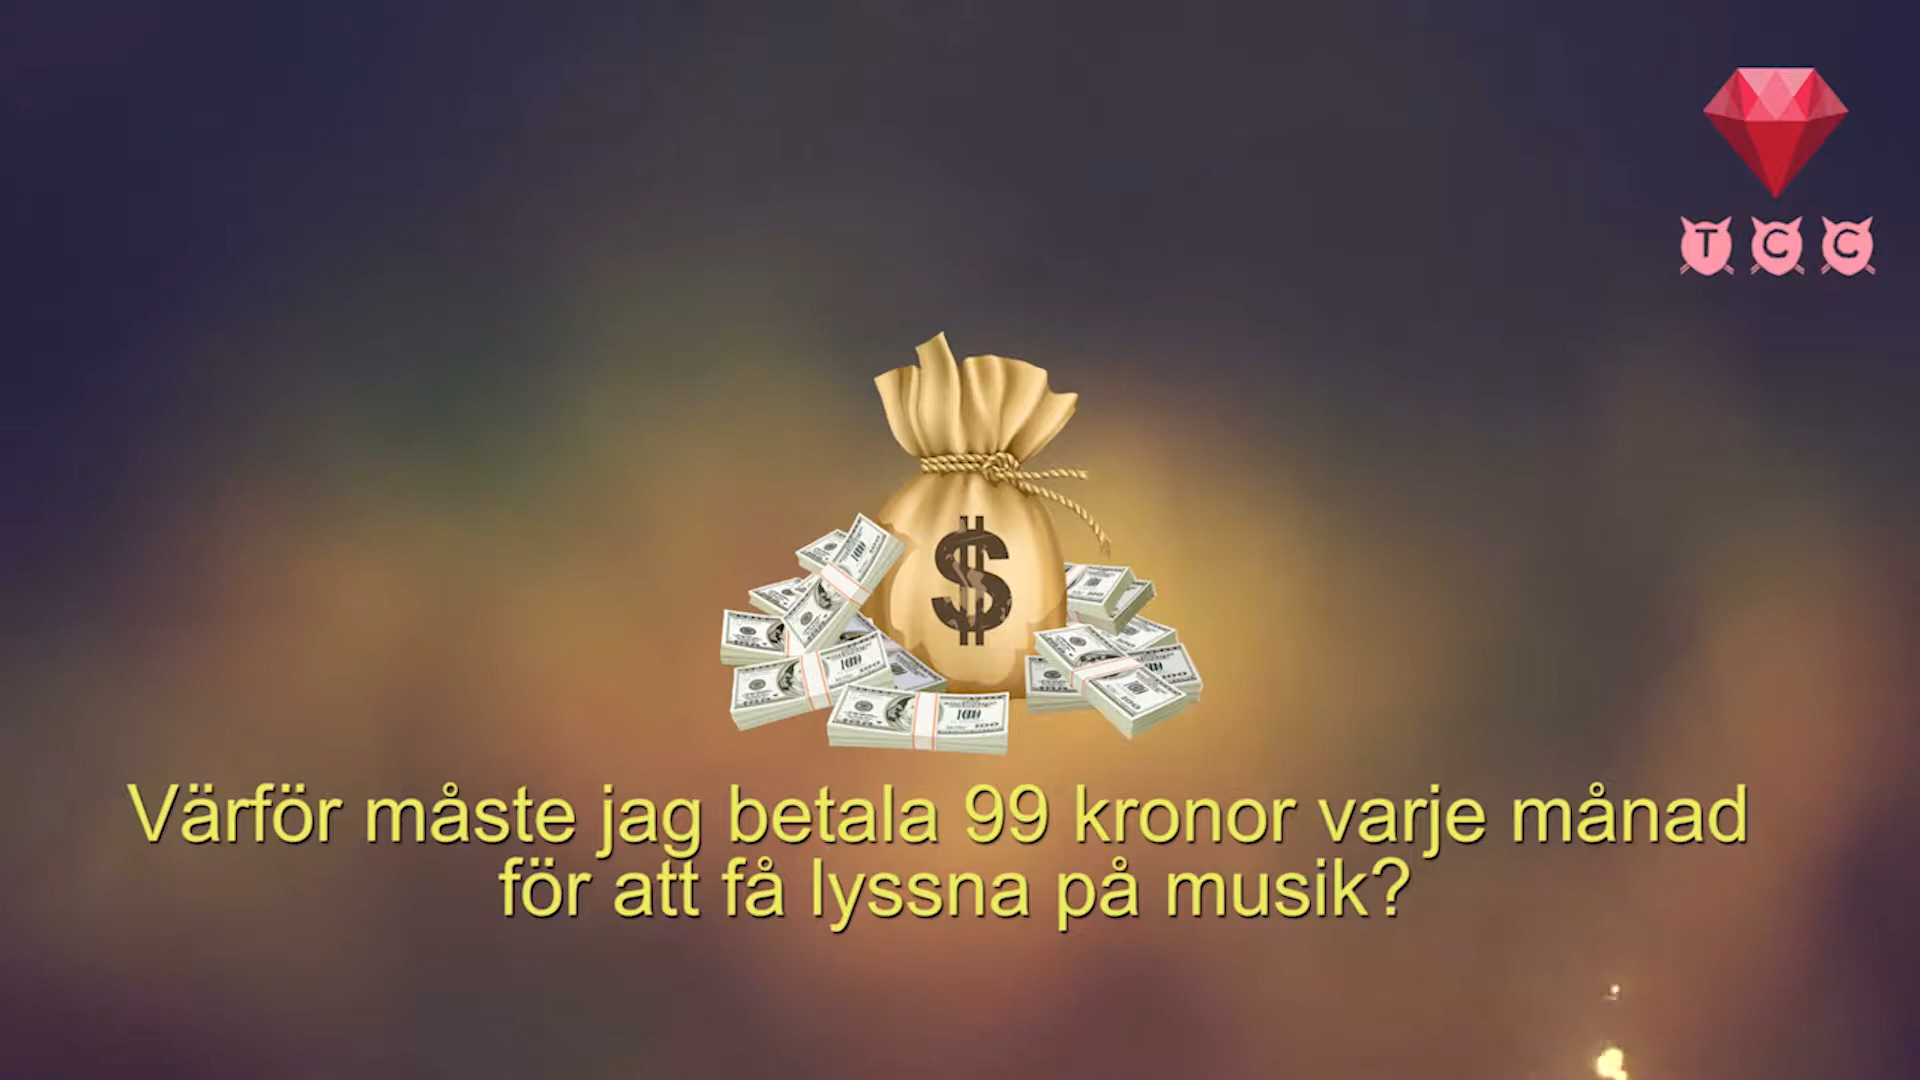 T C C
$
Värför måste jag betala 99 kronor varje månad
för att få lyssna på musik?